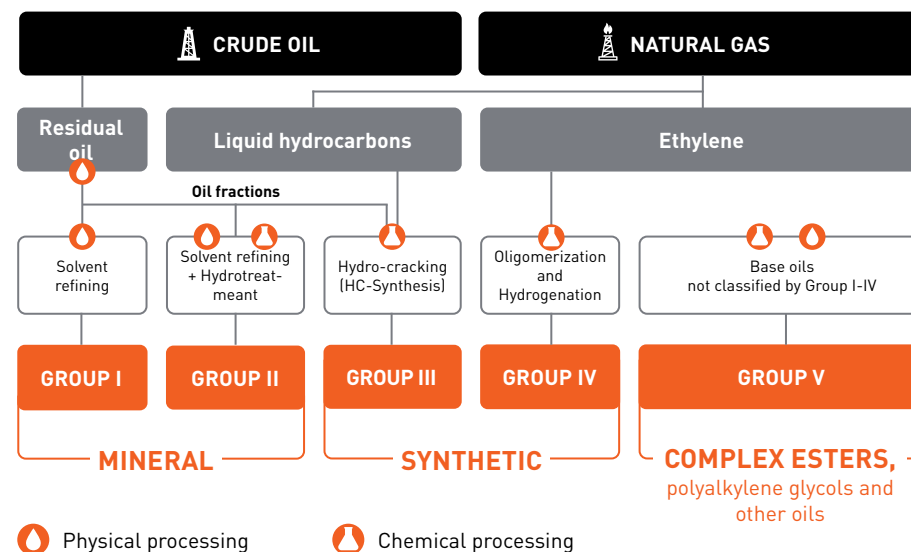 CRUDE OIL
NATURAL GAS
Residual
oil
Liquid hydrocarbons
Ethylene
Oil fractions
Solvent
refining
Solvent refining
+ Hydrotreat-
meant
Hydro-cracking
(HC-Synthesis)
Oligomerization
and
Hydrogenation
Base oils
not classified by Group I-IV
GROUP I
GROUP II
GROUP III
GROUP IV
GROUP V
MINERAL
SYNTHETIC
COMPLEX ESTERS,
polyalkylene glycols and
other oils
Physical processing
Chemical processing